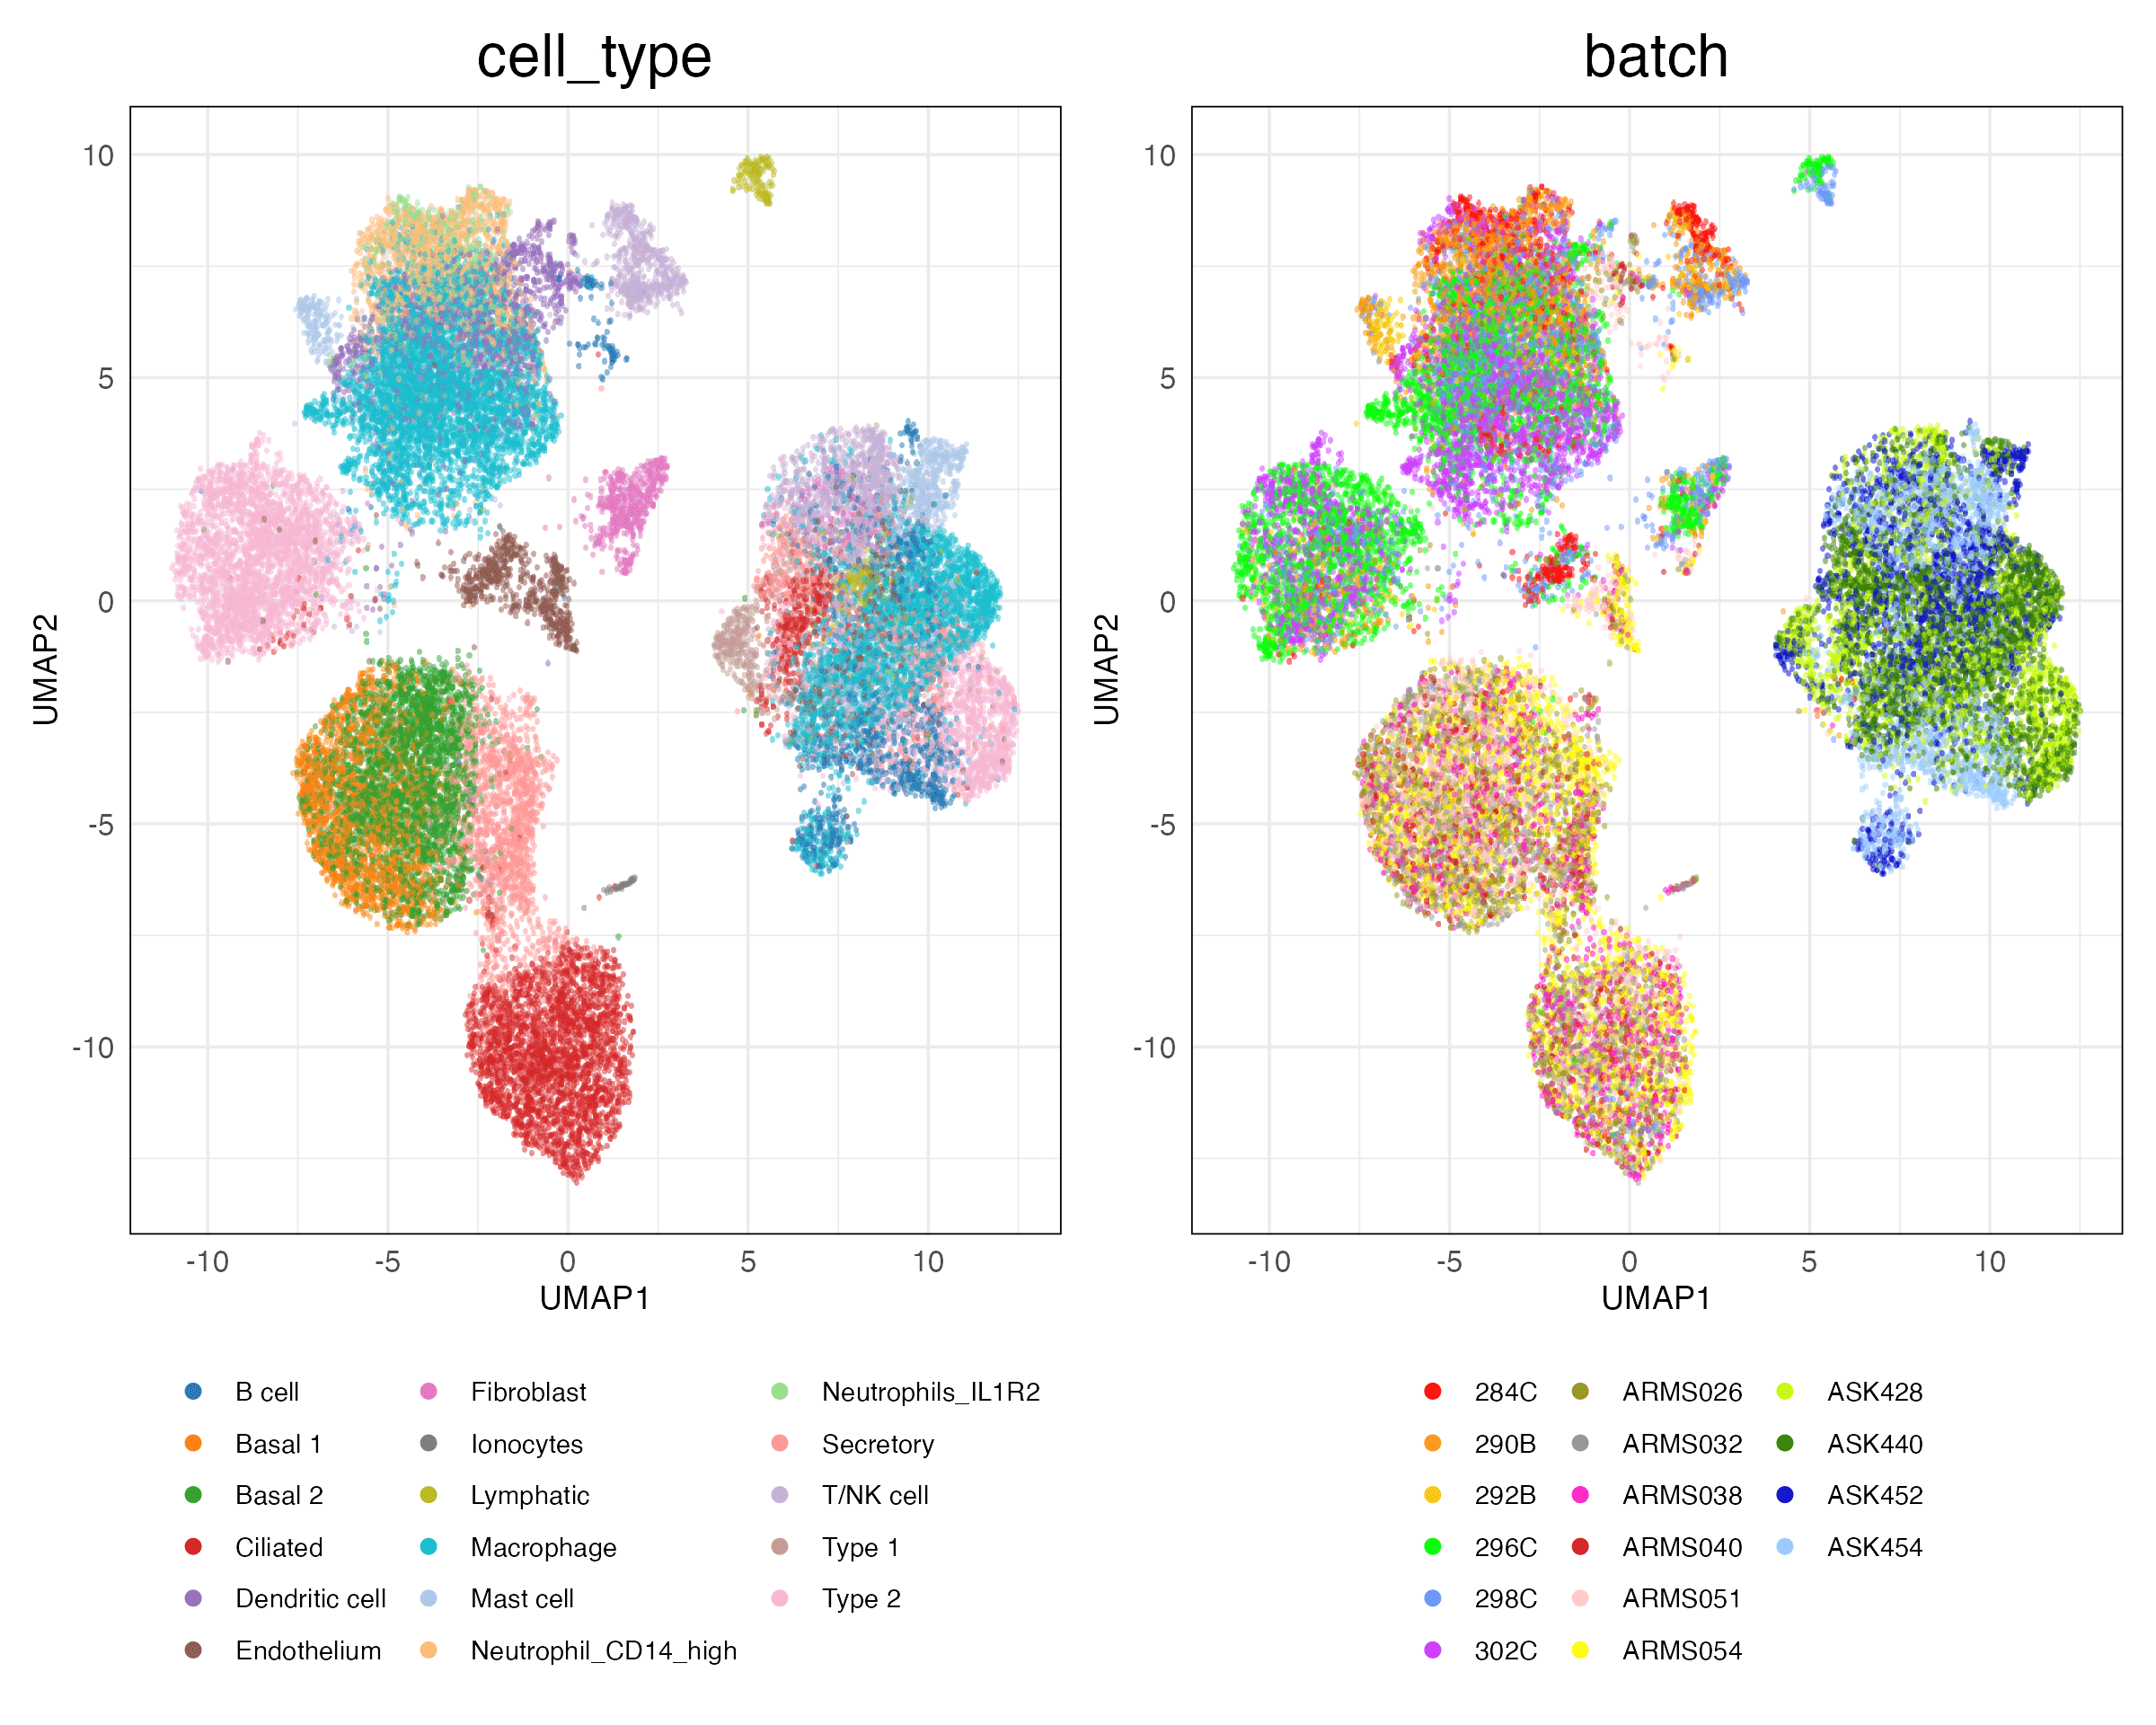 cell_type
batch
10
5
0
-5
-10
UMAP2
-10 -5 0 5 10
UMAP1
10
5
0
-5
-10
UMAP2
-10 -5 0 5 10
UMAP1
B cell
Basal 1
Basal 2
Ciliated
Dendritic cell
Endothelium
Fibroblast
Ionocytes
Lymphatic
Macrophage
Mast cell
Neutrophil_CD14_high
Neutrophils_IL1R2
Secretory
T/NK cell
Type 1
Type 2
284C
290B
292B
296C
298C
302C
ARMS026
ARMS032
ARMS038
ARMS040
ARMS051
ARMS054
ASK428
ASK440
ASK452
ASK454